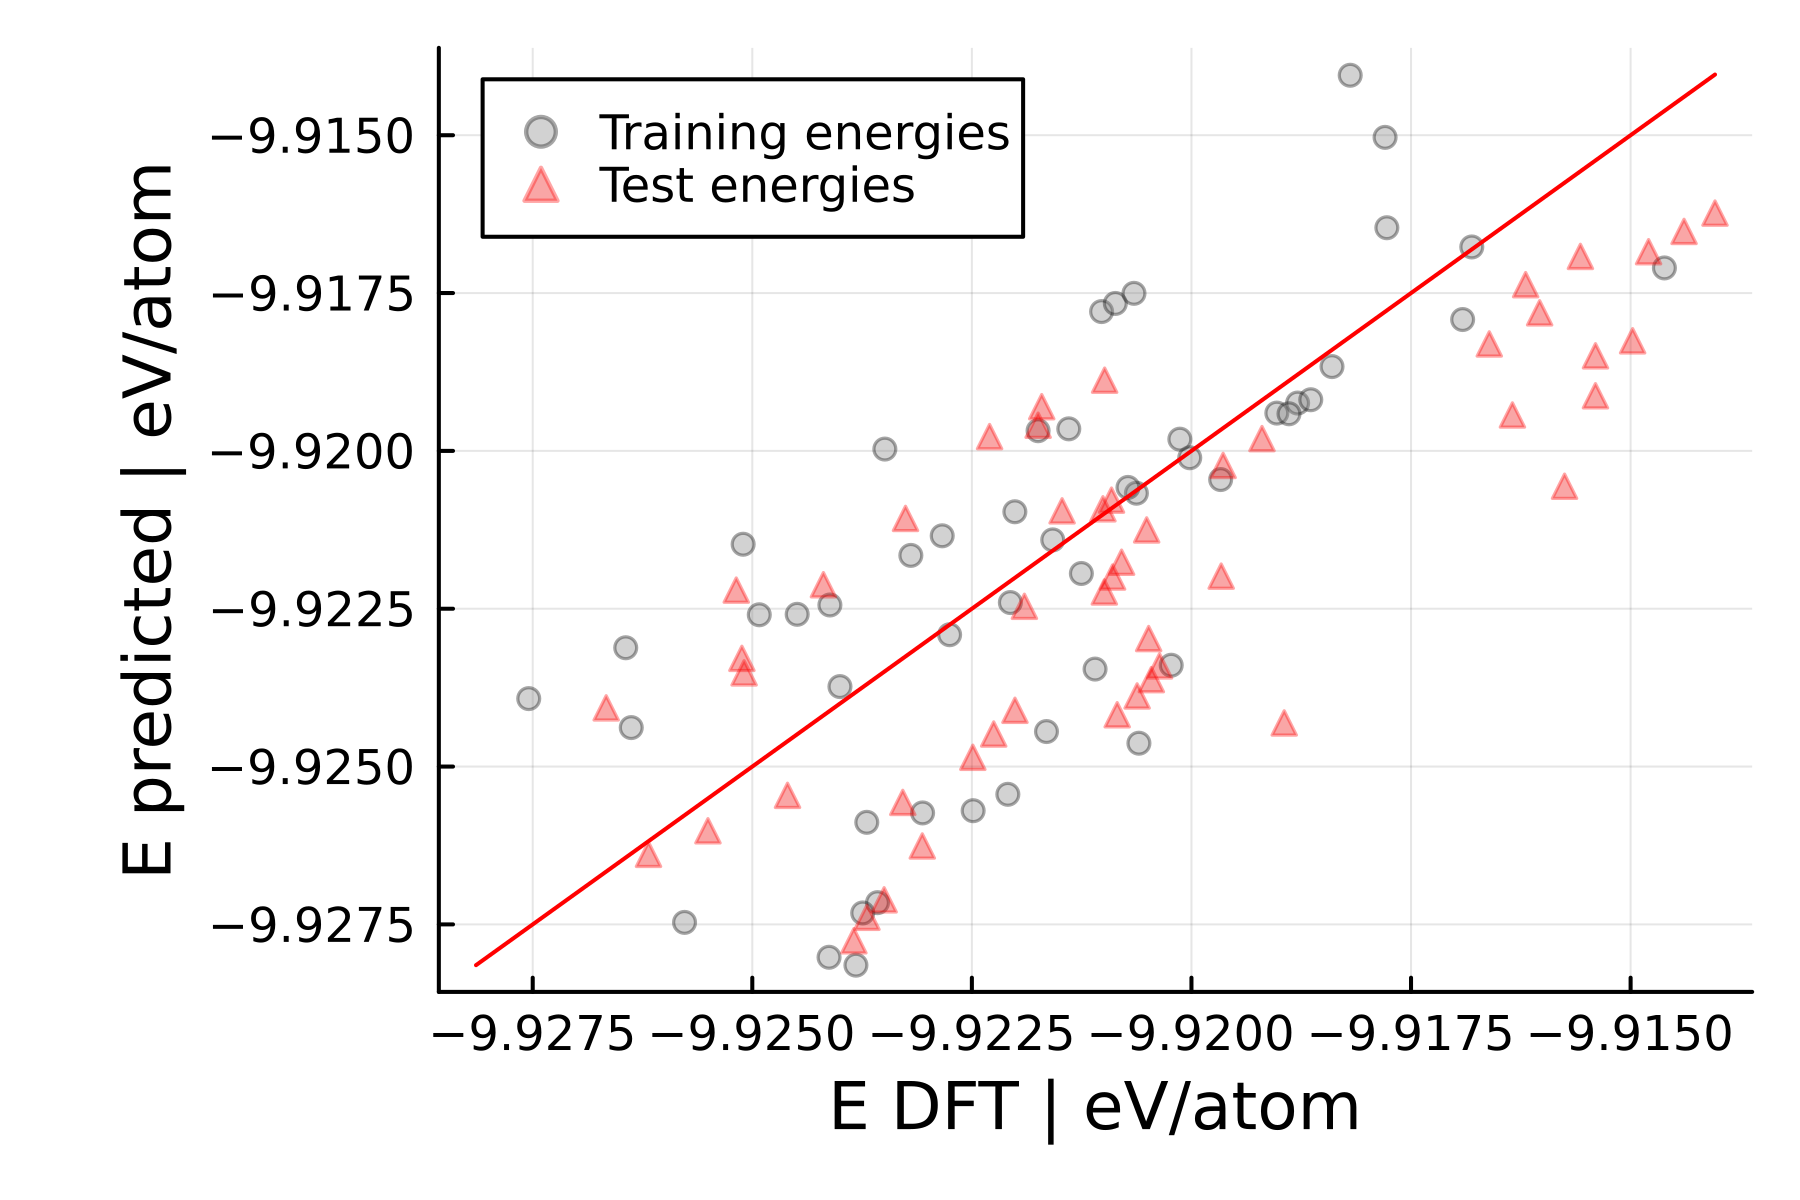 Training energies
Test energies
E predicted | eV/atom
−9.9150
−9.9175
−9.9200
−9.9225
−9.9250
−9.9275
−9.9275 −9.9250 −9.9225 −9.9200 −9.9175 −9.9150
E DFT | eV/atom